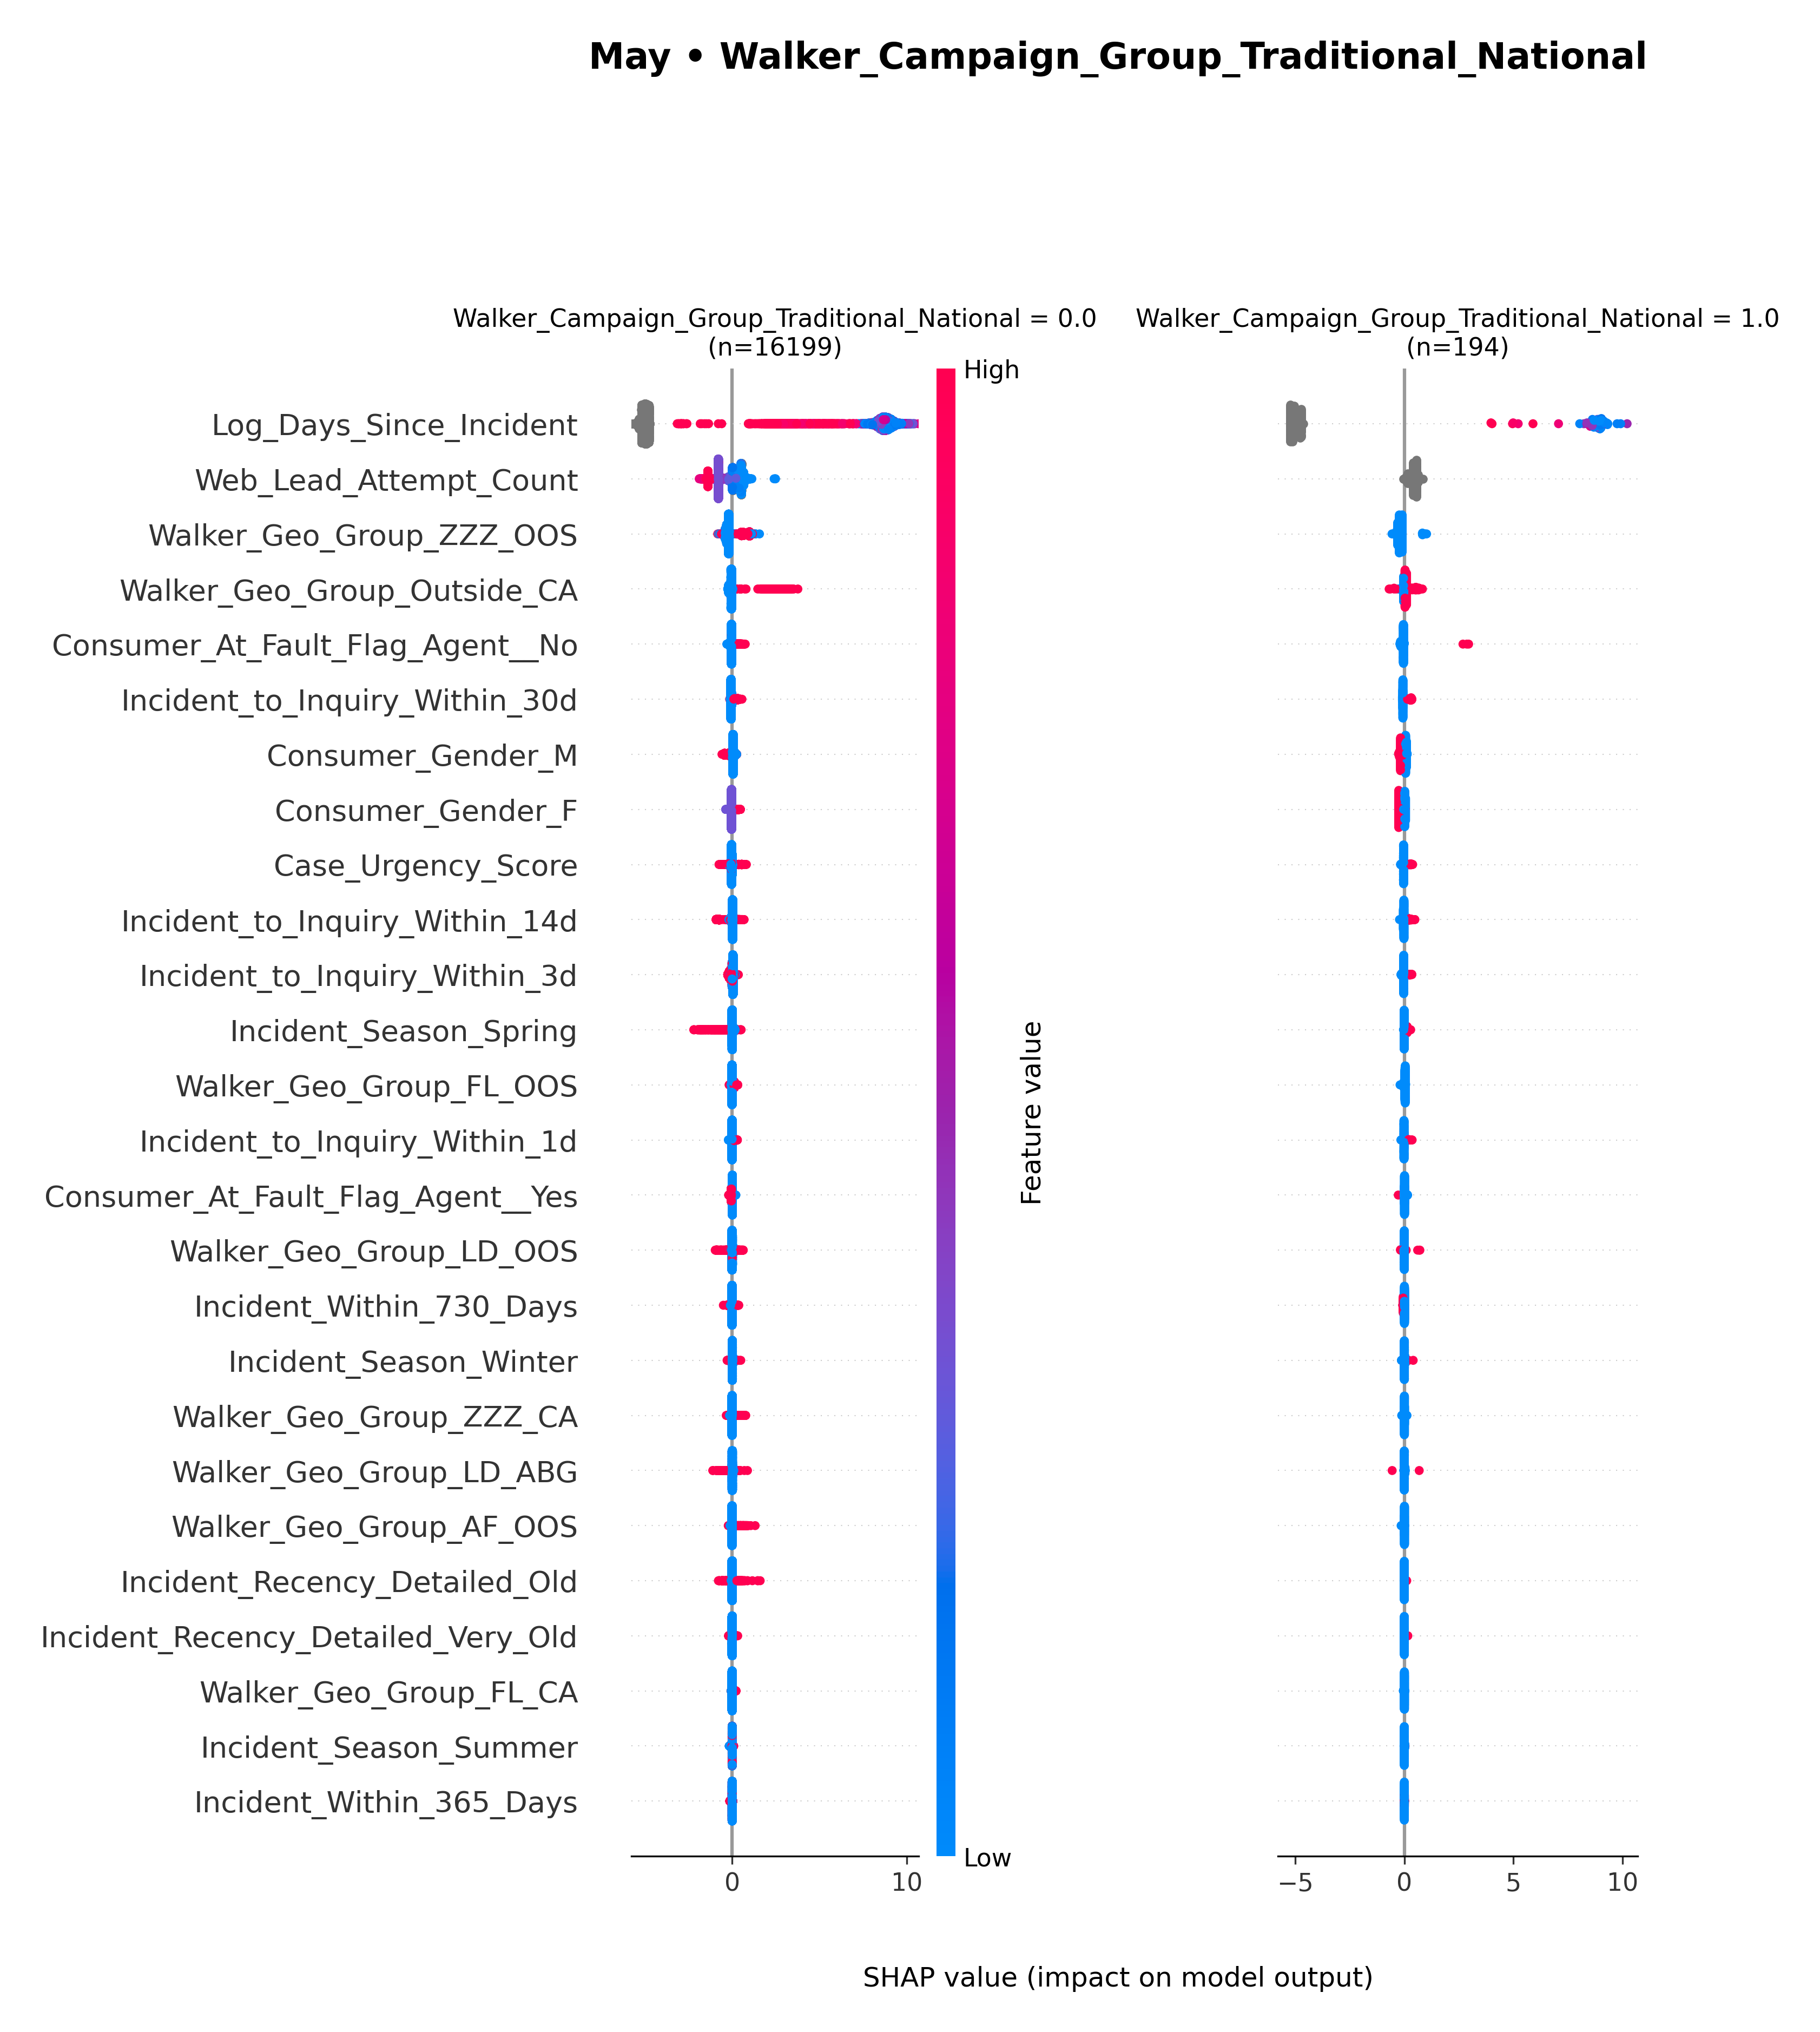 May • Walker_Campaign_Group_Traditional_National
Walker_Campaign_Group_Traditional_National = 0.0
(n=16199)
Walker_Campaign_Group_Traditional_National = 1.0
(n=194)
High
Log_Days_Since_Incident
Web_Lead_Attempt_Count
Walker_Geo_Group_ZZZ_OOS
Walker_Geo_Group_Outside_CA
Consumer_At_Fault_Flag_Agent__No
Incident_to_Inquiry_Within_30d
Consumer_Gender_M
Consumer_Gender_F
Case_Urgency_Score
Incident_to_Inquiry_Within_14d
Incident_to_Inquiry_Within_3d
Incident_Season_Spring
Walker_Geo_Group_FL_OOS
Incident_to_Inquiry_Within_1d
Consumer_At_Fault_Flag_Agent__Yes
Walker_Geo_Group_LD_OOS
Incident_Within_730_Days
Incident_Season_Winter
Walker_Geo_Group_ZZZ_CA
Walker_Geo_Group_LD_ABG
Walker_Geo_Group_AF_OOS
Incident_Recency_Detailed_Old
Incident_Recency_Detailed_Very_Old
Walker_Geo_Group_FL_CA
Incident_Season_Summer
Incident_Within_365_Days
Feature value
Low
0 10
−5 0 5 10
SHAP value (impact on model output)